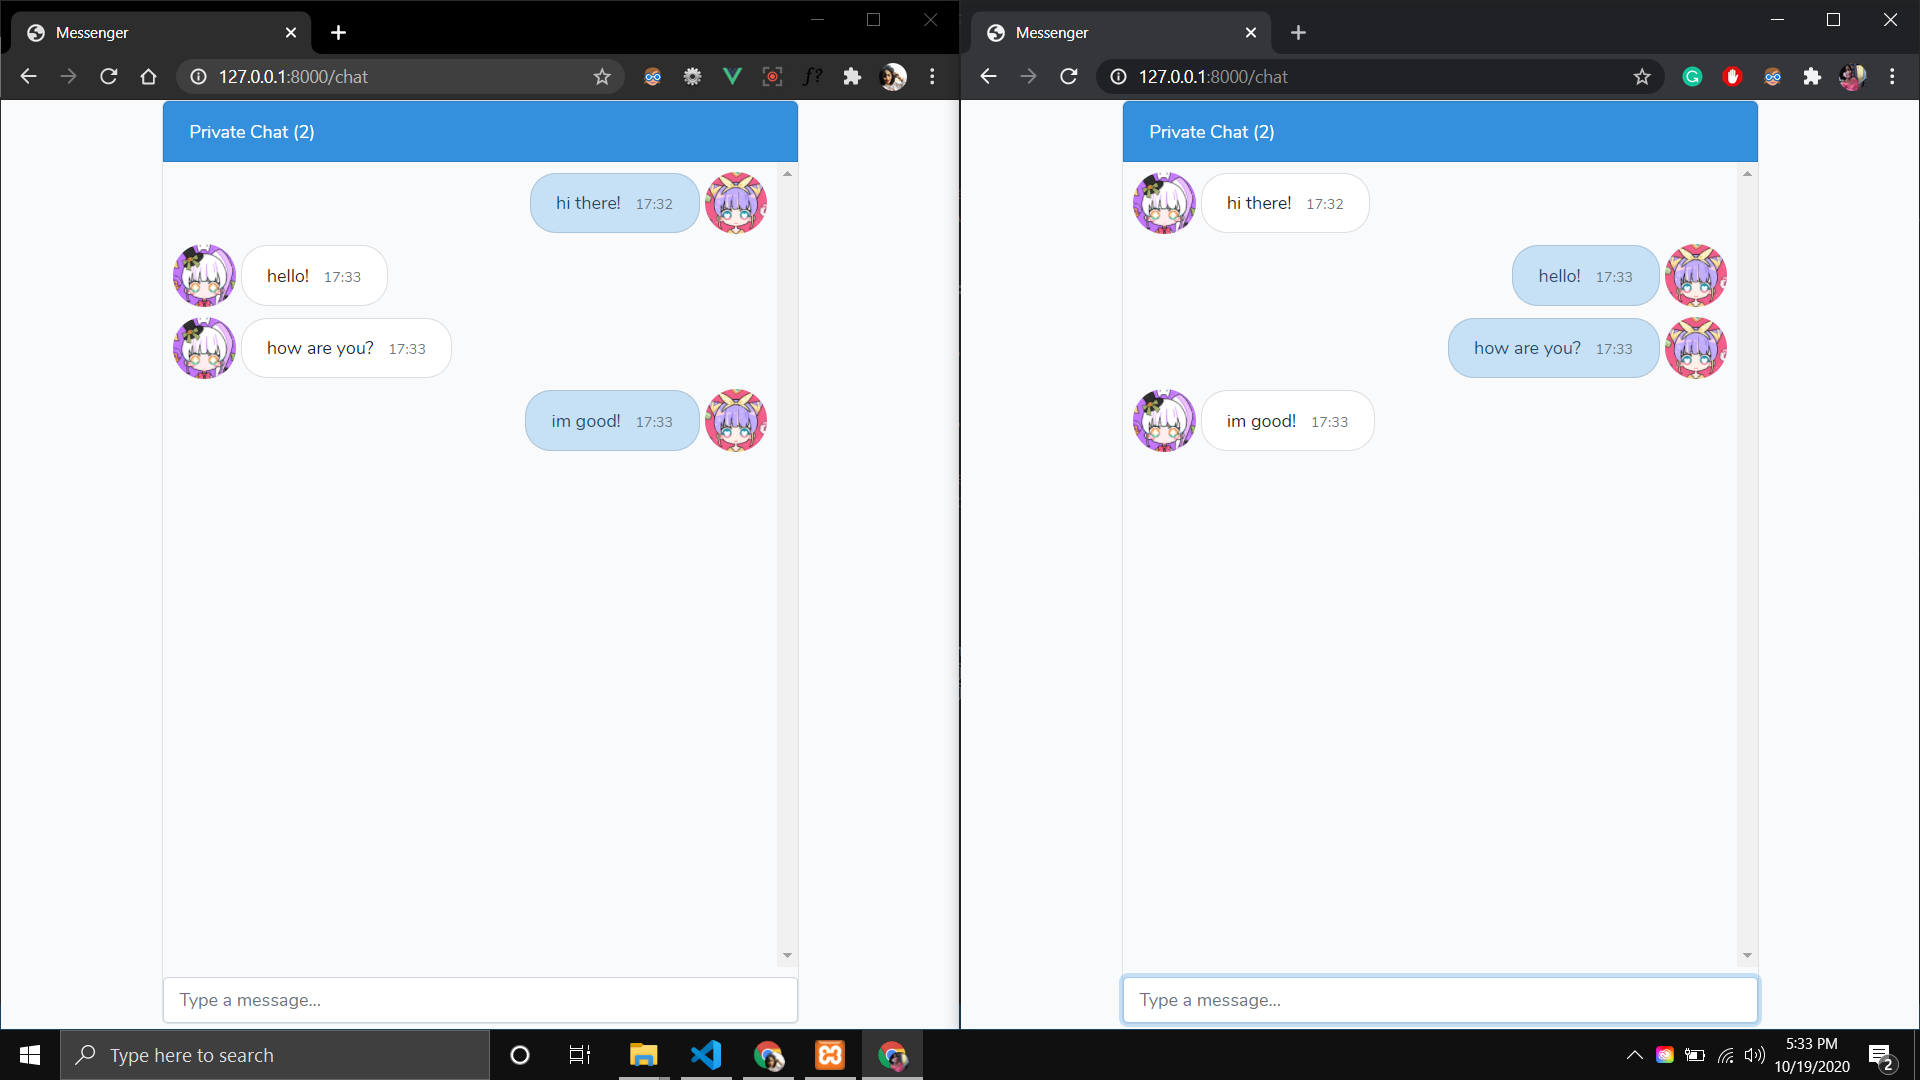 Messenger
127.0.0.1:8000/chat
f?
Private Chat (2)
hi there! 17:32
hello! 17:33
how are you? 17:33
im good! 17:33
Type a message...
Messenger
127.0.0.1:8000/chat
Private Chat (2)
hi there! 17:32
hello! 17:33
how are you? 17:33
im good! 17:33
Type a message...
Type here to search
5:33 PM
10/19/2020
2